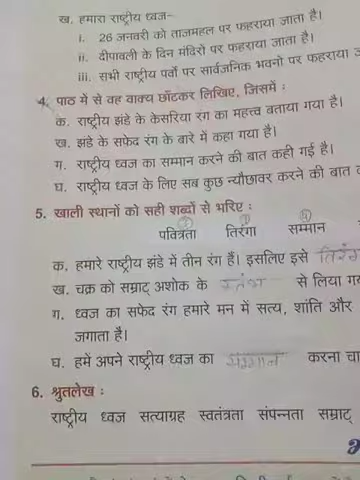 ख. हमारा राष्ट्रीय ध्वज–
i. 26 जनवरी को ताजमहल पर फहराया जाता है।
ii. दीपावली के दिन मंदिरों पर फहराया जाता है।
iii. सभी राष्ट्रीय पर्वों पर सार्वजनिक भवनों पर फहराया
4. पाठ में से वह वाक्य छाँटकर लिखिए, जिसमें :
क. राष्ट्रीय झंडे के केसरिया रंग का महत्त्व बताया गया है।
ख. झंडे के सफेद रंग के बारे में कहा गया है।
ग. राष्ट्रीय ध्वज का सम्मान करने की बात कही गई है।
घ. राष्ट्रीय ध्वज के लिए सब कुछ न्यौछावर करने की बात
5. खाली स्थानों को सही शब्दों से भरिए :
पवित्रता तिरंगा सम्मान
क. हमारे राष्ट्रीय झंडे में तीन रंग हैं। इसलिए इसे तिरंग
ख. चक्र को सम्राट् अशोक के स्तंभ से लिया
ग. ध्वज का सफेद रंग हमारे मन में सत्य, शांति और
जगाता है।
घ. हमें अपने राष्ट्रीय ध्वज का सम्मान करना
6. श्रुतलेख :
राष्ट्रीय ध्वज सत्याग्रह स्वतंत्रता संपन्नता सम्राट्